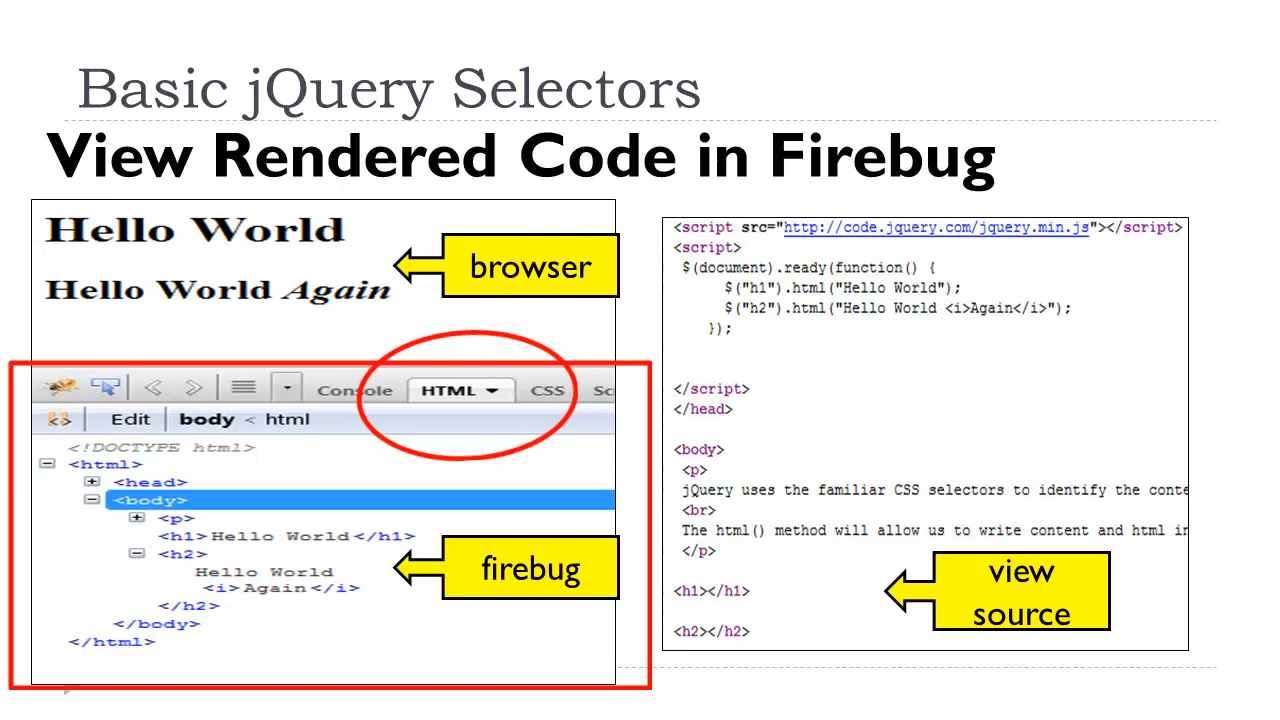 Basic jQuery Selectors
View Rendered Code in Firebug
Hello World
Hello World Again
browser
Console HTML CSS
Edit body < html
<!DOCTYPE html>
<html>
<head>
<body>
<p>
<h1>Hello World</h1>
<h2>
Hello World
<i>Again</i>
</h2>
</body>
</html>
firebug
<script src="http://code.jquery.com/jquery.min.js"></script>
<script>
$(document).ready(function() {
$("h1").html("Hello World");
$("h2").html("Hello World <i>Again</i>");
});
</script>
</head>
<body>
<p>
jQuery uses the familiar CSS selectors to identify the conte
<br>
The html() method will allow us to write content and html in
</p>
<h1></h1>
<h2></h2>
view
source